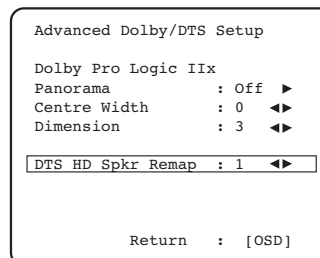 Advanced Dolby/DTS Setup
Dolby Pro Logic IIx
Panorama : Off ►
Centre Width : 0 ◄►
Dimension : 3 ◄►
DTS HD Spkr Remap : 1 ◄►
Return : [OSD]